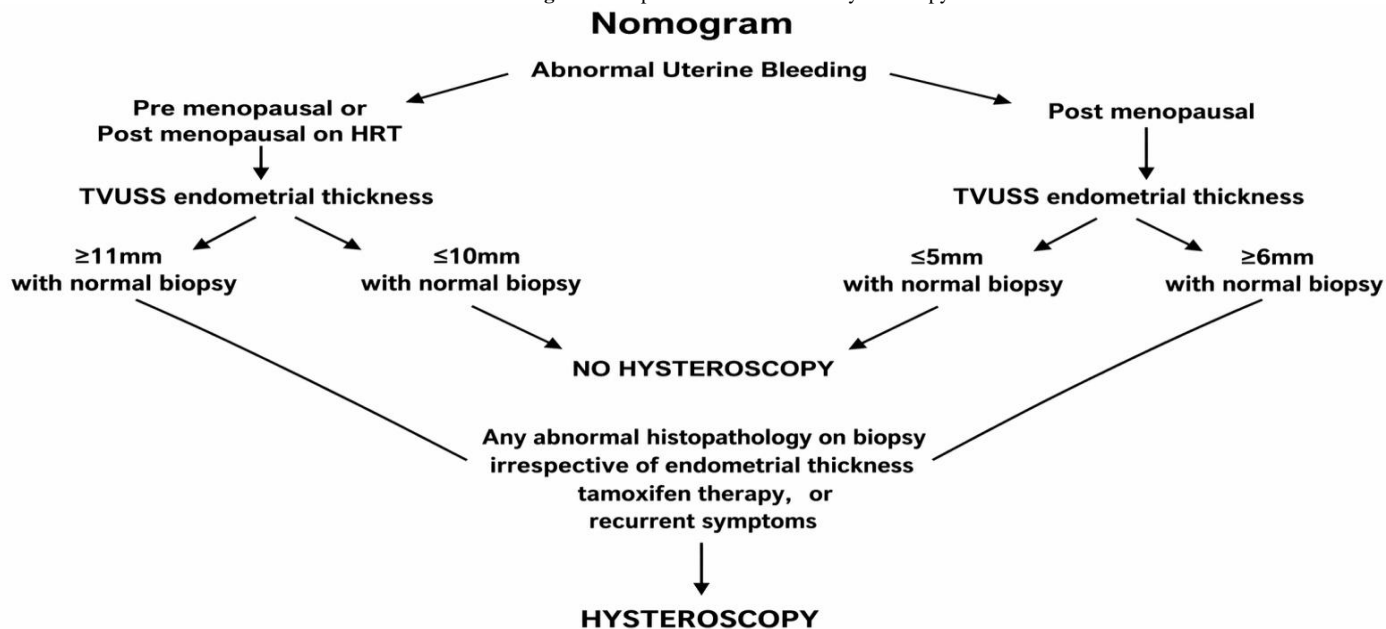 Nomogram
Abnormal Uterine Bleeding
Pre menopausal or
Post menopausal on HRT
Post menopausal
TVUSS endometrial thickness
TVUSS endometrial thickness
≥11mm
with normal biopsy
≤10mm
with normal biopsy
≤5mm
with normal biopsy
≥6mm
with normal biopsy
NO HYSTEROSCOPY
Any abnormal histopathology on biopsy
irrespective of endometrial thickness
tamoxifen therapy, or
recurrent symptoms
HYSTEROSCOPY